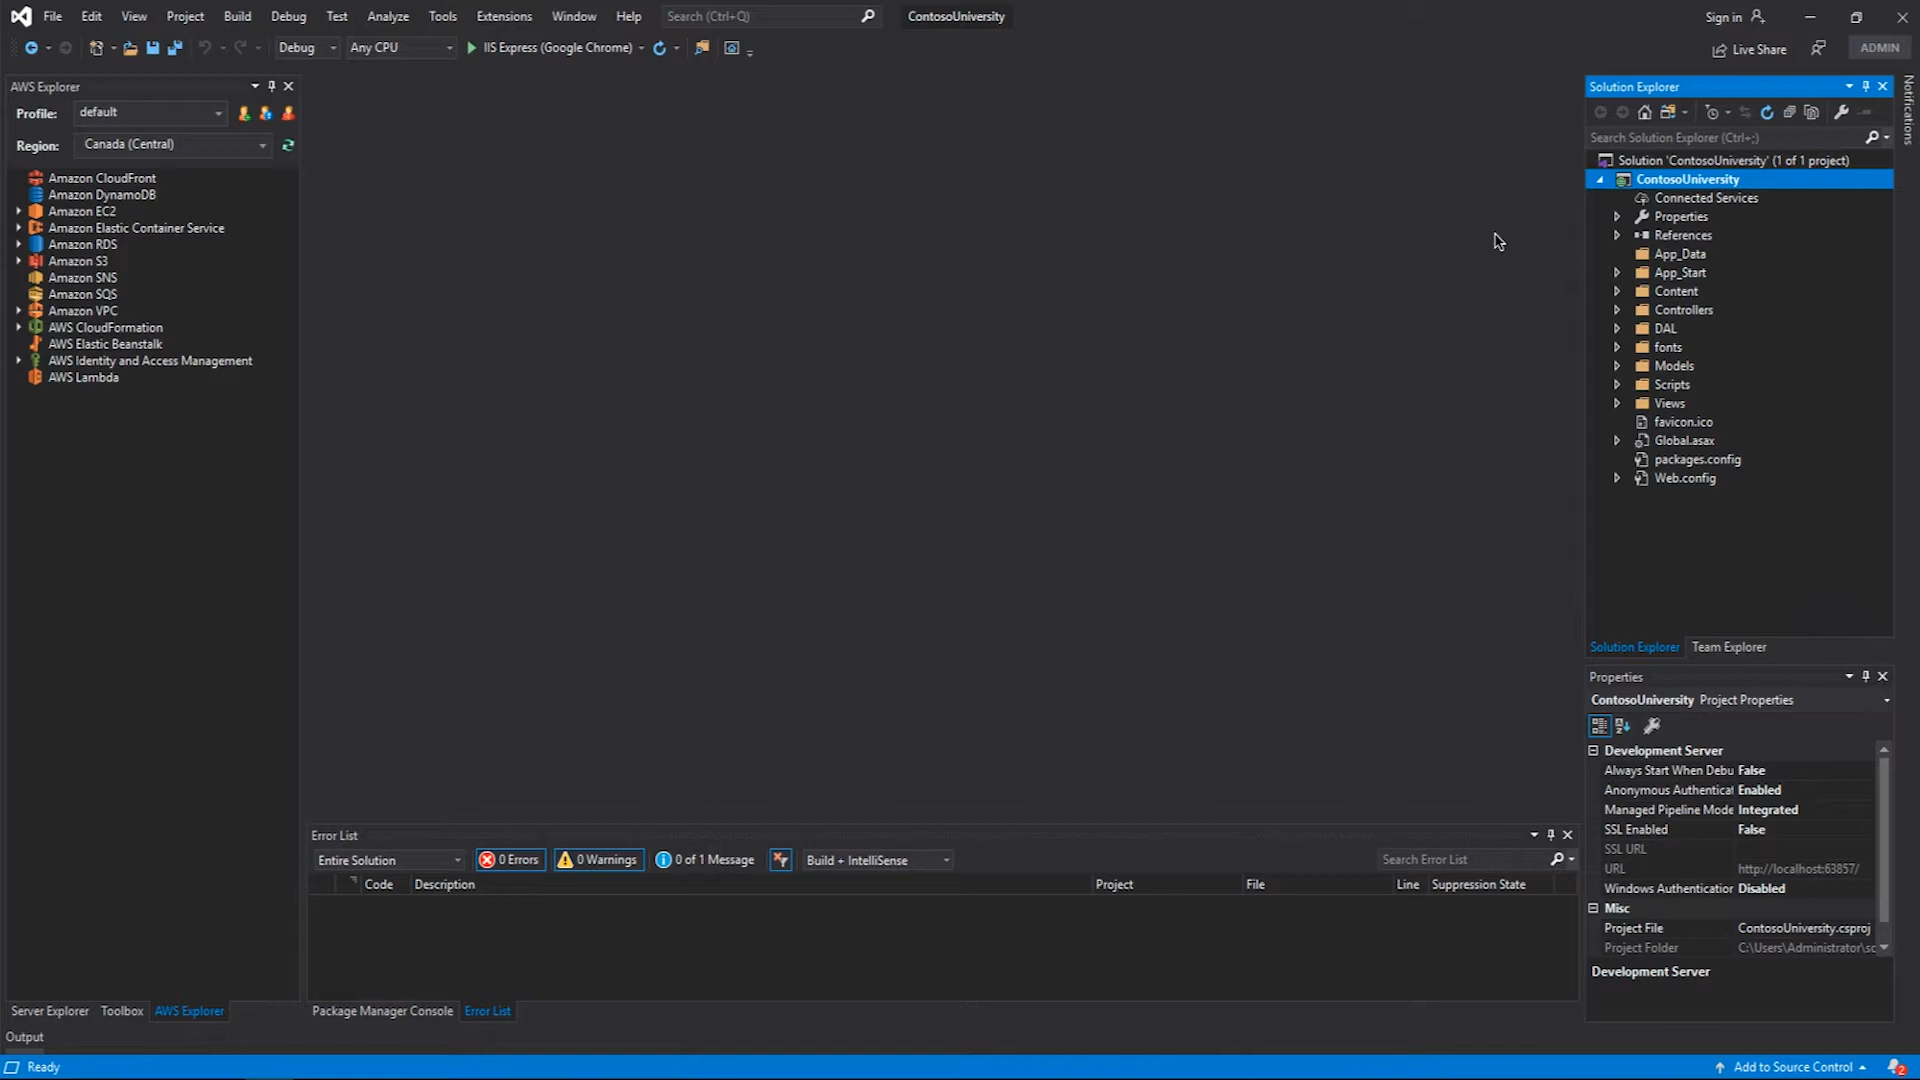 File Edit View Project Build Debug Test Analyze Tools Extensions Window Help Search (Ctrl+Q) ContosoUniversity Sign in
Debug Any CPU IIS Express (Google Chrome) Live Share ADMIN
AWS Explorer
Profile: default
Region: Canada (Central)
Amazon CloudFront
Amazon DynamoDB
Amazon EC2
Amazon Elastic Container Service
Amazon RDS
Amazon S3
Amazon SNS
Amazon SQS
Amazon VPC
AWS CloudFormation
AWS Elastic Beanstalk
AWS Identity and Access Management
AWS Lambda
Server Explorer Toolbox AWS Explorer
Error List
Entire Solution 0 Errors 0 Warnings 0 of 1 Message Build + IntelliSense Search Error List
Code Description Project File Line Suppression State
Package Manager Console Error List
Solution Explorer
Search Solution Explorer (Ctrl+;)
Solution 'ContosoUniversity' (1 of 1 project)
ContosoUniversity
Connected Services
Properties
References
App_Data
App_Start
Content
Controllers
DAL
fonts
Models
Scripts
Views
favicon.ico
Global.asax
packages.config
Web.config
Solution Explorer Team Explorer
Properties
ContosoUniversity Project Properties
Development Server
Always Start When Debu False
Anonymous Authenticat Enabled
Managed Pipeline Mode Integrated
SSL Enabled False
SSL URL
URL http://localhost:63857/
Windows Authentication Disabled
Misc
Project File ContosoUniversity.csproj
Project Folder C:\Users\Administrator\sc
Development Server
Notifications
Output
Ready Add to Source Control 2